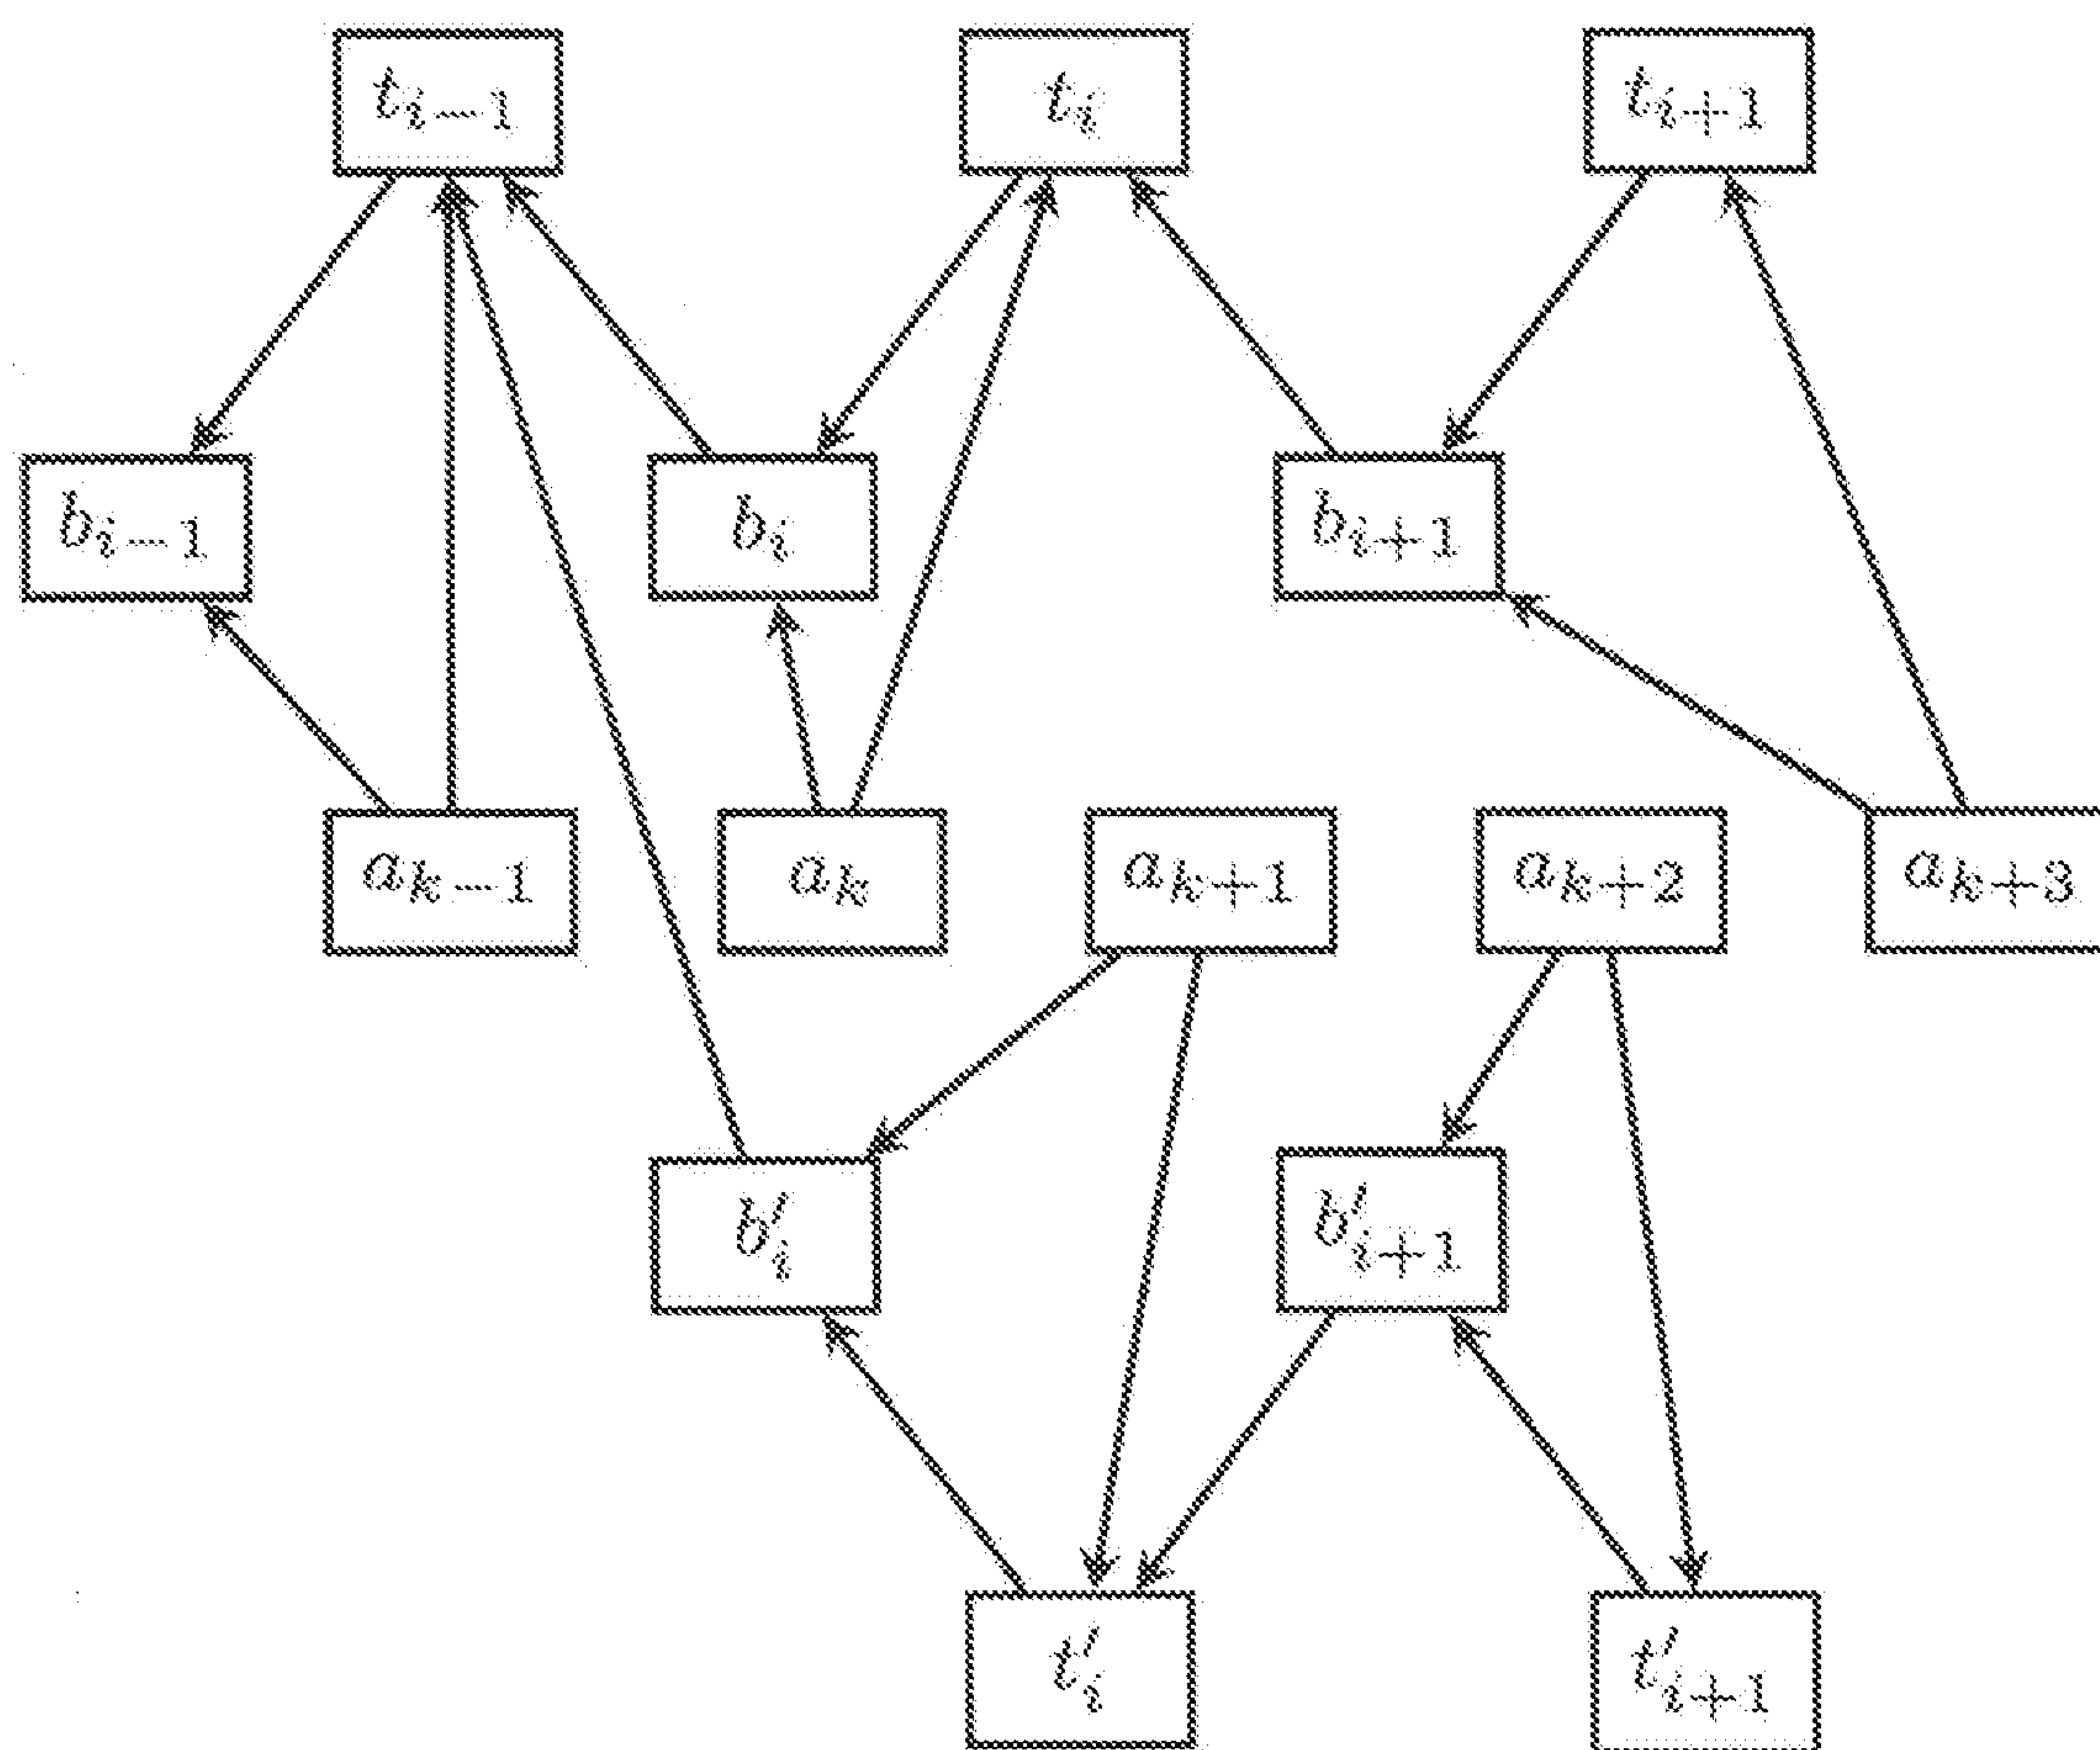 t_{i−1} t_i t_{i+1}
b_{i−1} b_i b_{i+1}
a_{k−1} a_k a_{k+1} a_{k+2} a_{k+3}
b′_i b′_{i+1}
t′_i t′_{i+1}